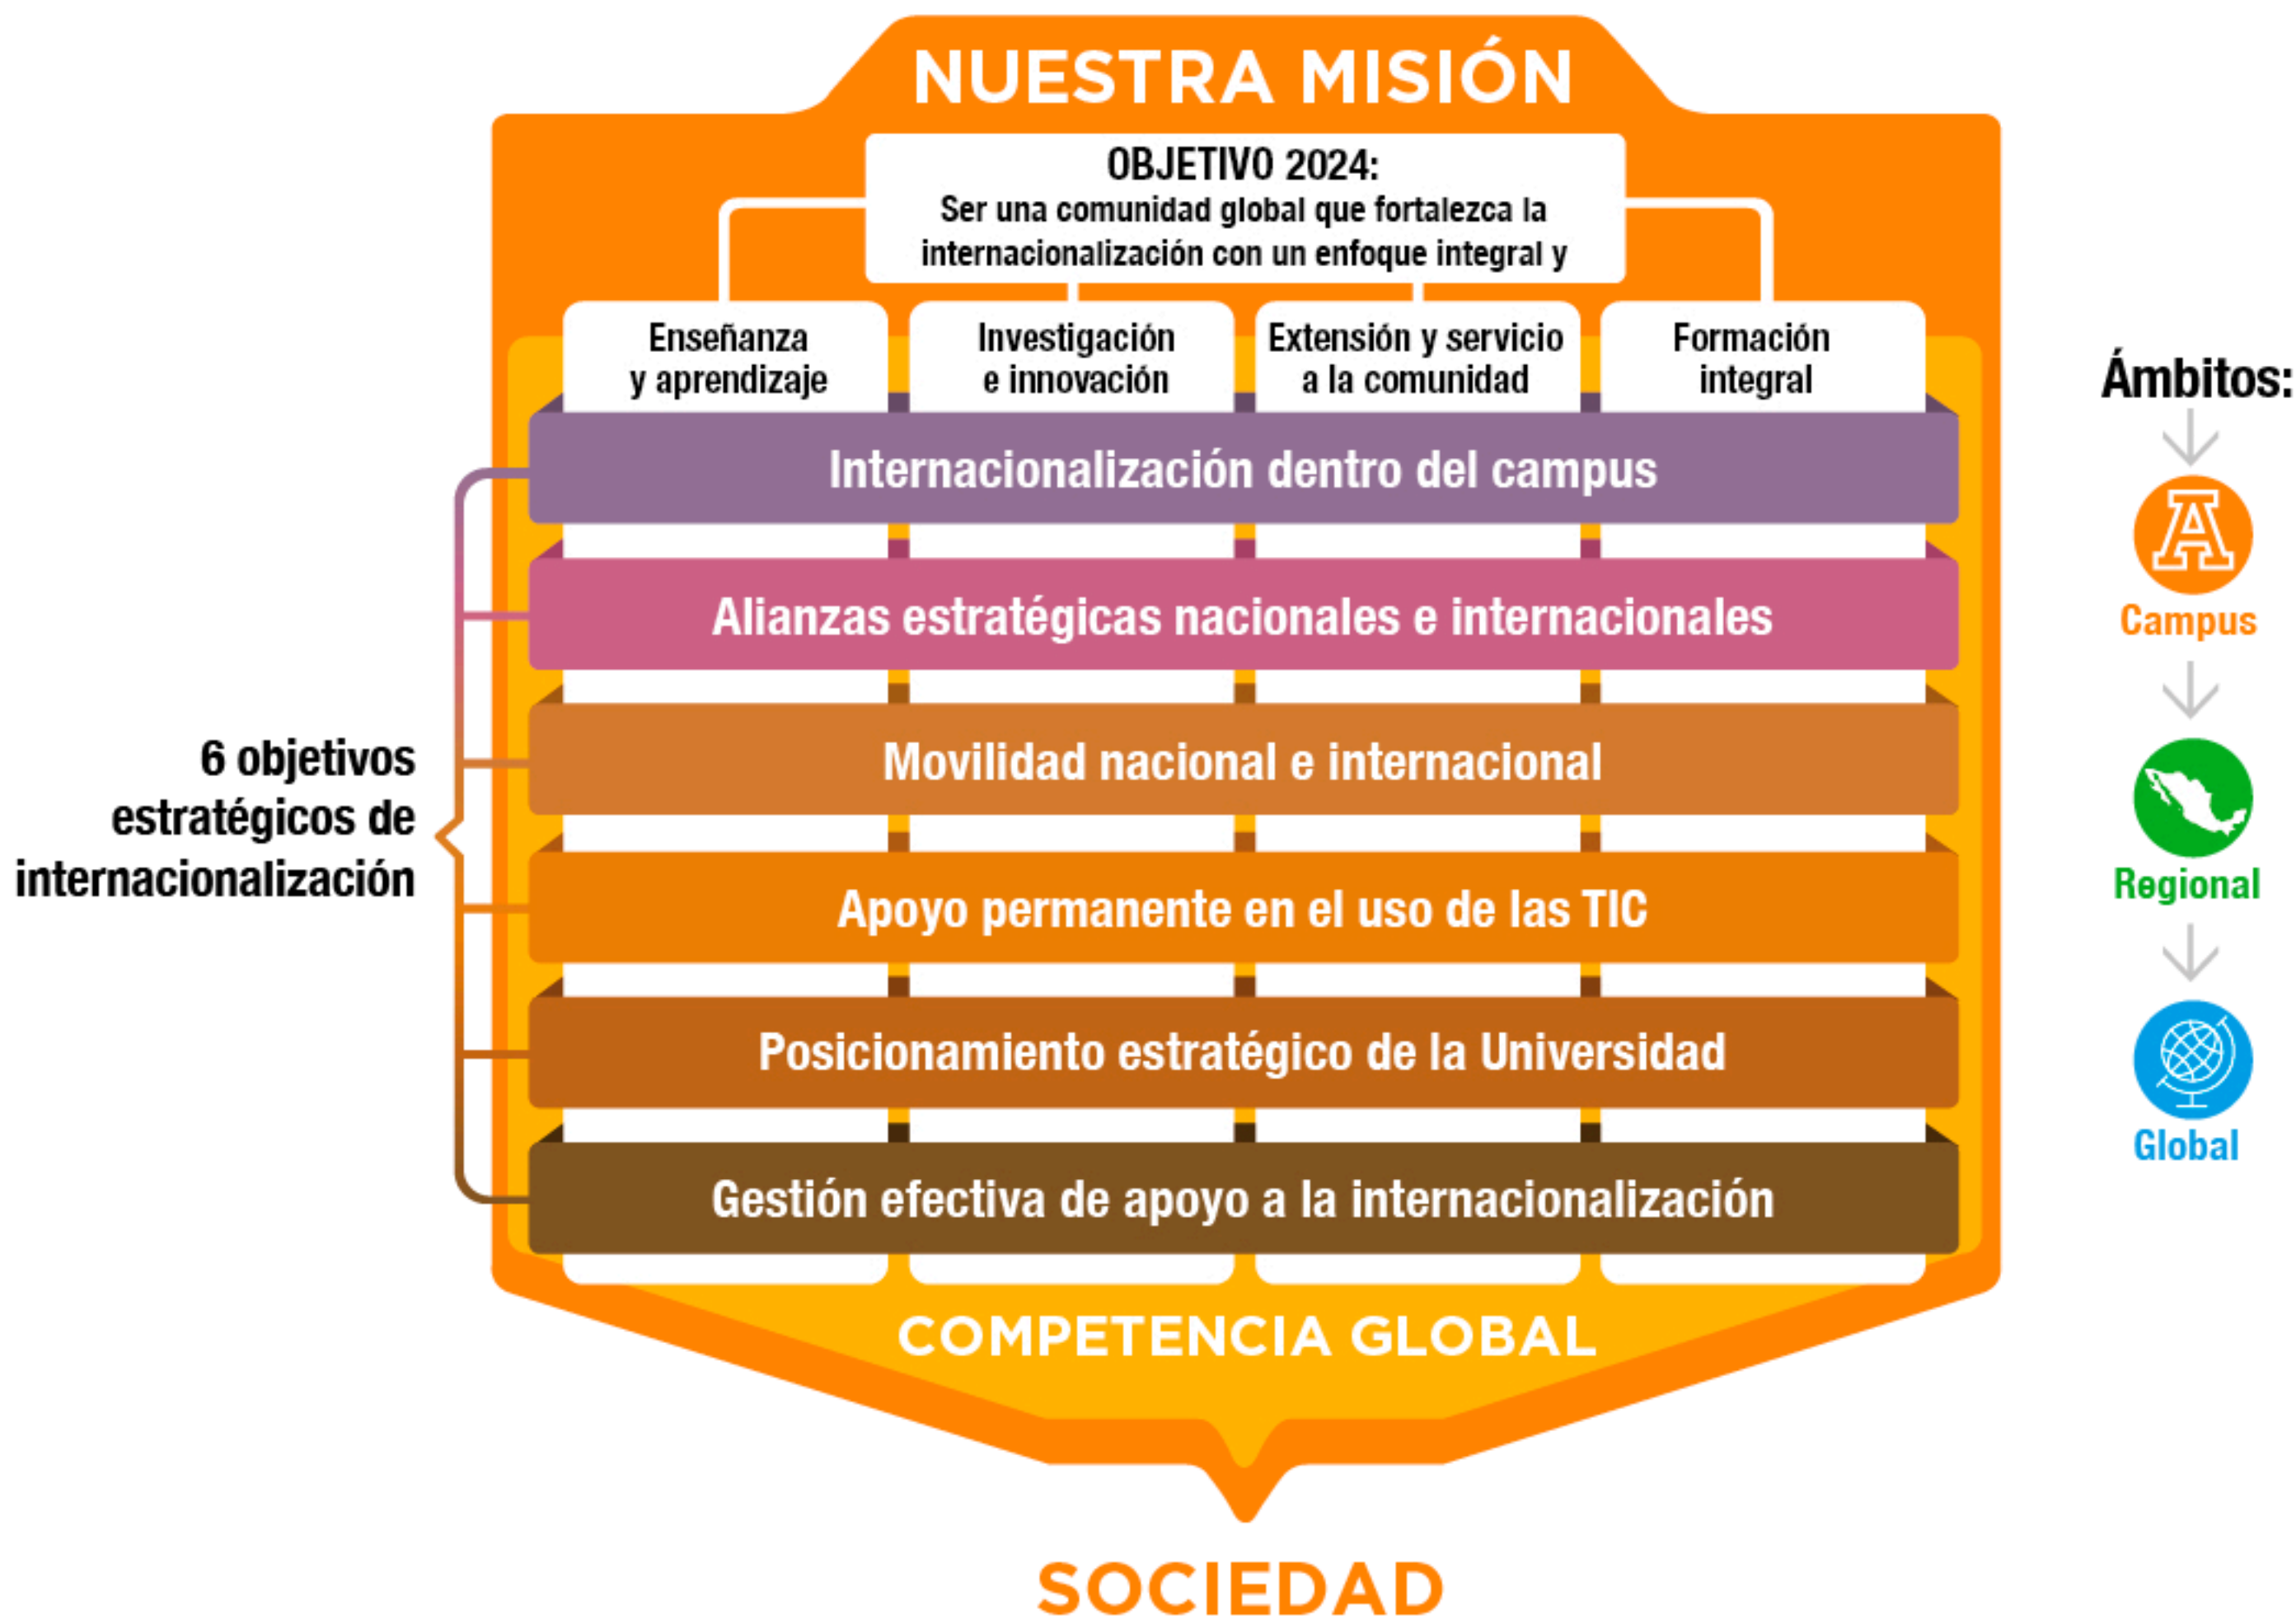 NUESTRA MISIÓN
OBJETIVO 2024:
Ser una comunidad global que fortalezca la
internacionalización con un enfoque integral y
Enseñanza
y aprendizaje
Investigación
e innovación
Extensión y servicio
a la comunidad
Formación
integral
Internacionalización dentro del campus
Alianzas estratégicas nacionales e internacionales
Movilidad nacional e internacional
Apoyo permanente en el uso de las TIC
Posicionamiento estratégico de la Universidad
Gestión efectiva de apoyo a la internacionalización
6 objetivos
estratégicos de
internacionalización
COMPETENCIA GLOBAL
SOCIEDAD
Ámbitos:
A
Campus
Regional
Global